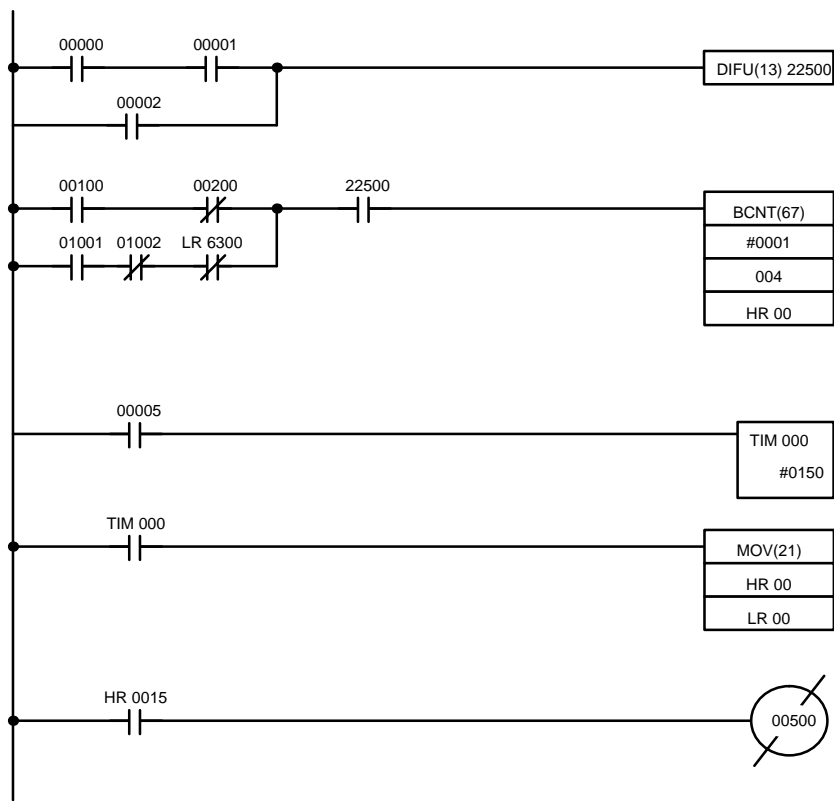 00000 00001
DIFU(13) 22500
00002
00100 00200 22500
BCNT(67)
01001 01002 LR 6300
#0001
004
HR 00
00005
TIM 000
#0150
TIM 000
MOV(21)
HR 00
LR 00
HR 0015
00500